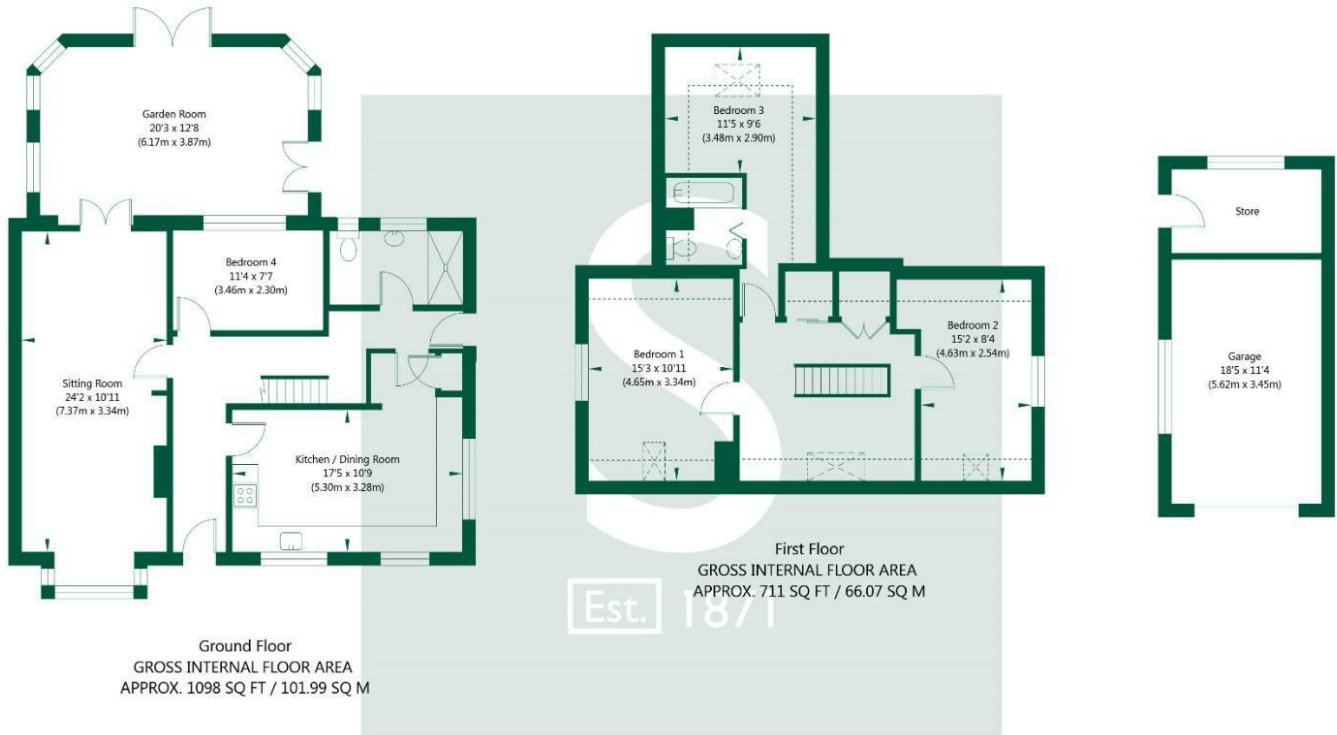 Garden Room
20'3 x 12'8
(6.17m x 3.87m)
Bedroom 4
11'4 x 7'7
(3.46m x 2.30m)
Sitting Room
24'2 x 10'11
(7.37m x 3.34m)
Kitchen / Dining Room
17'5 x 10'9
(5.30m x 3.28m)
Ground Floor
GROSS INTERNAL FLOOR AREA
APPROX. 1098 SQ FT / 101.99 SQ M
Bedroom 3
11'5 x 9'6
(3.48m x 2.90m)
Bedroom 1
15'3 x 10'11
(4.65m x 3.34m)
Bedroom 2
15'2 x 8'4
(4.63m x 2.54m)
First Floor
GROSS INTERNAL FLOOR AREA
APPROX. 711 SQ FT / 66.07 SQ M
S
Est. 1871
Store
Garage
18'5 x 11'4
(5.62m x 3.45m)